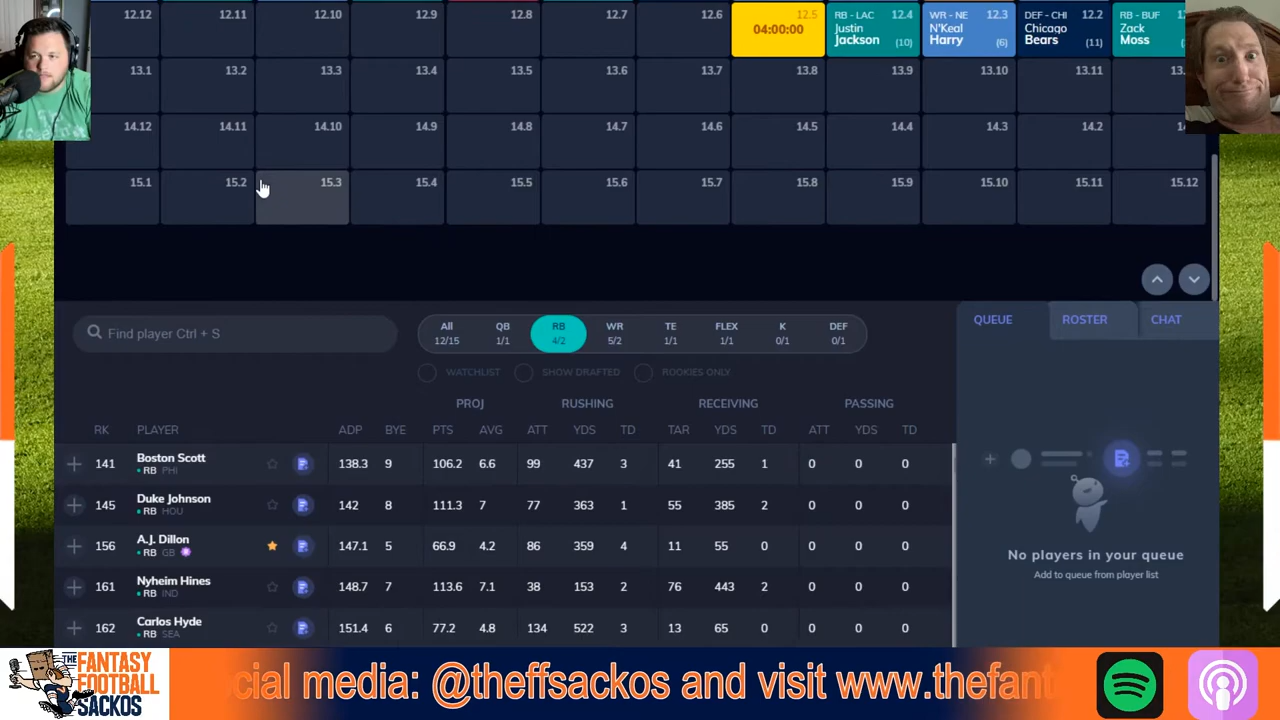 12.12 12.11 12.10 12.9 12.8 12.7 12.6 12.5 RB - LAC 12.4 WR - NE 12.3 DEF - CHI 12.2 RB - BUF
04:00:00 Justin N'Keal Chicago Zack
Jackson (10) Harry (6) Bears (11) Moss
13.1 13.2 13.3 13.4 13.5 13.6 13.7 13.8 13.9 13.10 13.11
14.12 14.11 14.10 14.9 14.8 14.7 14.6 14.5 14.4 14.3 14.2
15.1 15.2 15.3 15.4 15.5 15.6 15.7 15.8 15.9 15.10 15.11 15.12
Find player Ctrl + S
All QB RB WR TE FLEX K DEF
12/15 1/1 4/2 5/2 1/1 1/1 0/1 0/1
QUEUE ROSTER CHAT
WATCHLIST SHOW DRAFTED ROOKIES ONLY
PROJ RUSHING RECEIVING PASSING
RK PLAYER ADP BYE PTS AVG ATT YDS TD TAR YDS TD ATT YDS TD
141 Boston Scott 138.3 9 106.2 6.6 99 437 3 41 255 1 0 0 0
RB PHI
145 Duke Johnson 142 8 111.3 7 77 363 1 55 385 2 0 0 0
RB HOU
156 A.J. Dillon 147.1 5 66.9 4.2 86 359 4 11 55 0 0 0 0
RB GB
161 Nyheim Hines 148.7 7 113.6 7.1 38 153 2 76 443 2 0 0 0
RB IND
162 Carlos Hyde 151.4 6 77.2 4.8 134 522 3 13 65 0 0 0 0
RB SEA
No players in your queue
Add to queue from player list
THE
FANTASY
FOOTBALL
SACKOS
cial media: @theffsackos and visit www.thefant